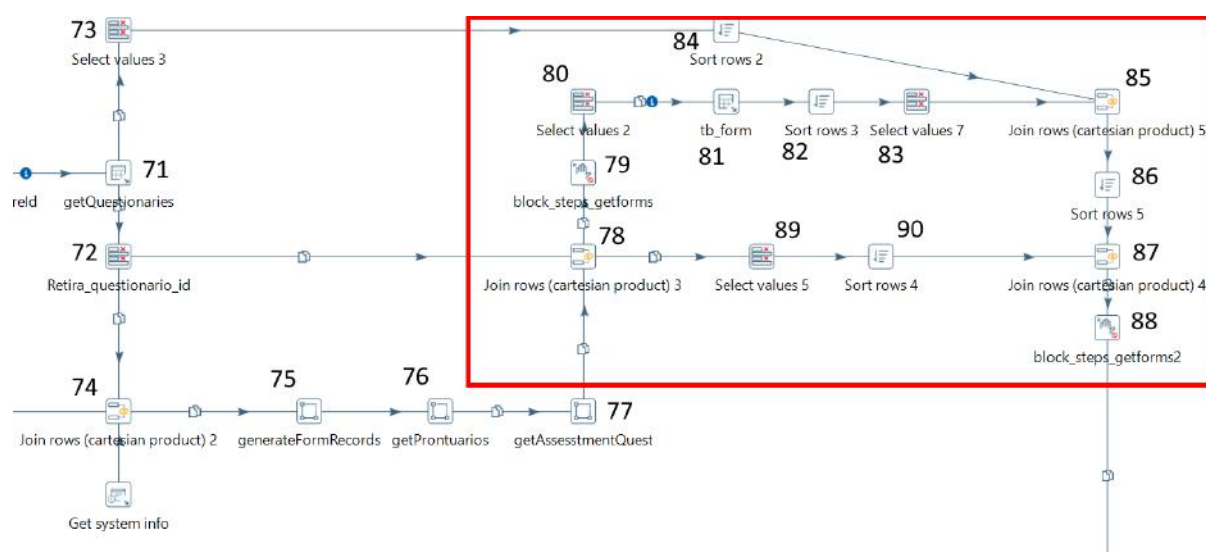 73
Select values 3
84
Sort rows 2
80
Select values 2
tb_form
81
Sort rows 3
82
Select values 7
83
85
Join rows (cartesian product) 5
reId
71
getQuestionaries
79
block_steps_getforms
86
Sort rows 5
72
Retira_questionario_id
78
Join rows (cartesian product) 3
89
Select values 5
90
Sort rows 4
87
Join rows (cartesian product) 4
88
block_steps_getforms2
74
Join rows (cartesian product) 2
75
generateFormRecords
76
getProntuarios
77
getAssesstmentQuest
Get system info